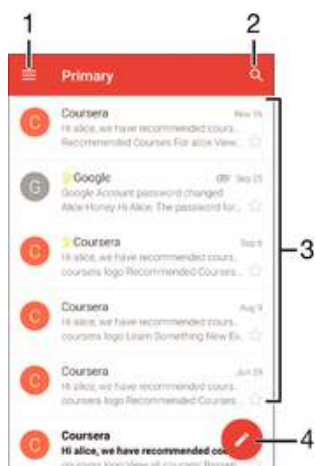 1
2
Primary
Coursera Nov 16
Hi alice, we have recommended cours..
Recommended Courses For alice View..
C
Google Sep 25
Google Account password changed
Alice Honey Hi Alice, The password for..
G
Coursera Sep 6
Hi alice, we have recommended cours..
coursera logo Recommended Courses..
C
3
Coursera Aug 9
Hi alice, we have recommended cours..
coursera logo Learn Something New Ex..
C
Coursera Jun 29
Hi alice, we have recommended cours..
coursera logo Recommended Courses..
C
Coursera
Hi alice, we have recommended cou
C
4